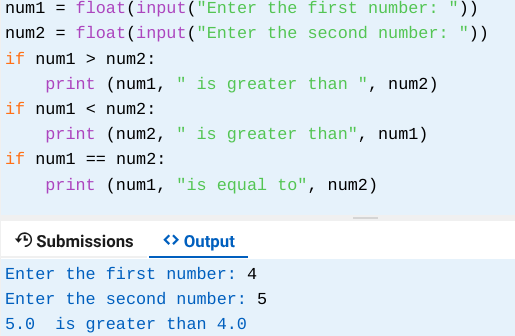 num1 = float(input("Enter the first number: "))
num2 = float(input("Enter the second number: "))
if num1 > num2:
    print (num1, " is greater than ", num2)
if num1 < num2:
    print (num2, " is greater than", num1)
if num1 == num2:
    print (num1, "is equal to", num2)
Submissions Output
Enter the first number: 4
Enter the second number: 5
5.0  is greater than 4.0